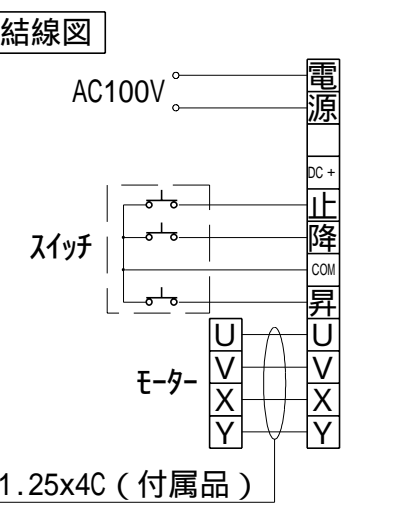 結線図
AC100V
電
源
DC +
止
降
COM
昇
スイッチ
U
V
X
Y
モーター
U
V
X
Y
1.25x4C(付属品)